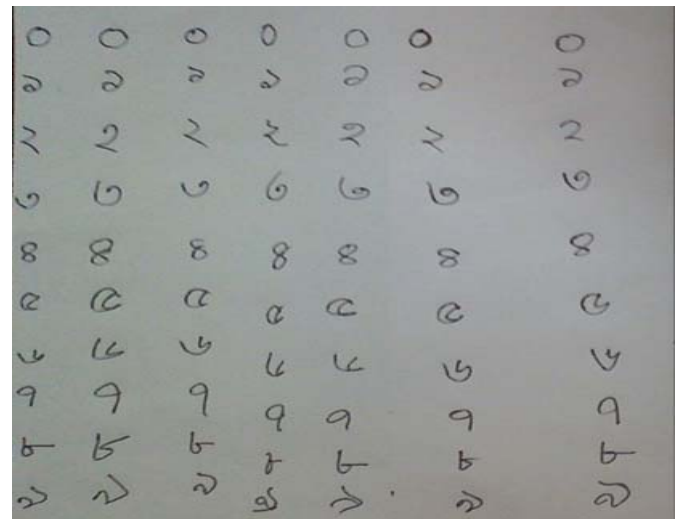 ০ ০ ০ ০ ০ ০ ০
১ ১ ১ ১ ১ ১ ১
২ ২ ২ ২ ২ ২ ২
৩ ৩ ৩ ৩ ৩ ৩ ৩
৪ ৪ ৪ ৪ ৪ ৪ ৪
৫ ৫ ৫ ৫ ৫ ৫ ৫
৬ ৬ ৬ ৬ ৬ ৬ ৬
৭ ৭ ৭ ৭ ৭ ৭ ৭
৮ ৮ ৮ ৮ ৮ ৮ ৮
৯ ৯ ৯ ৯ ৯ ৯ ৯